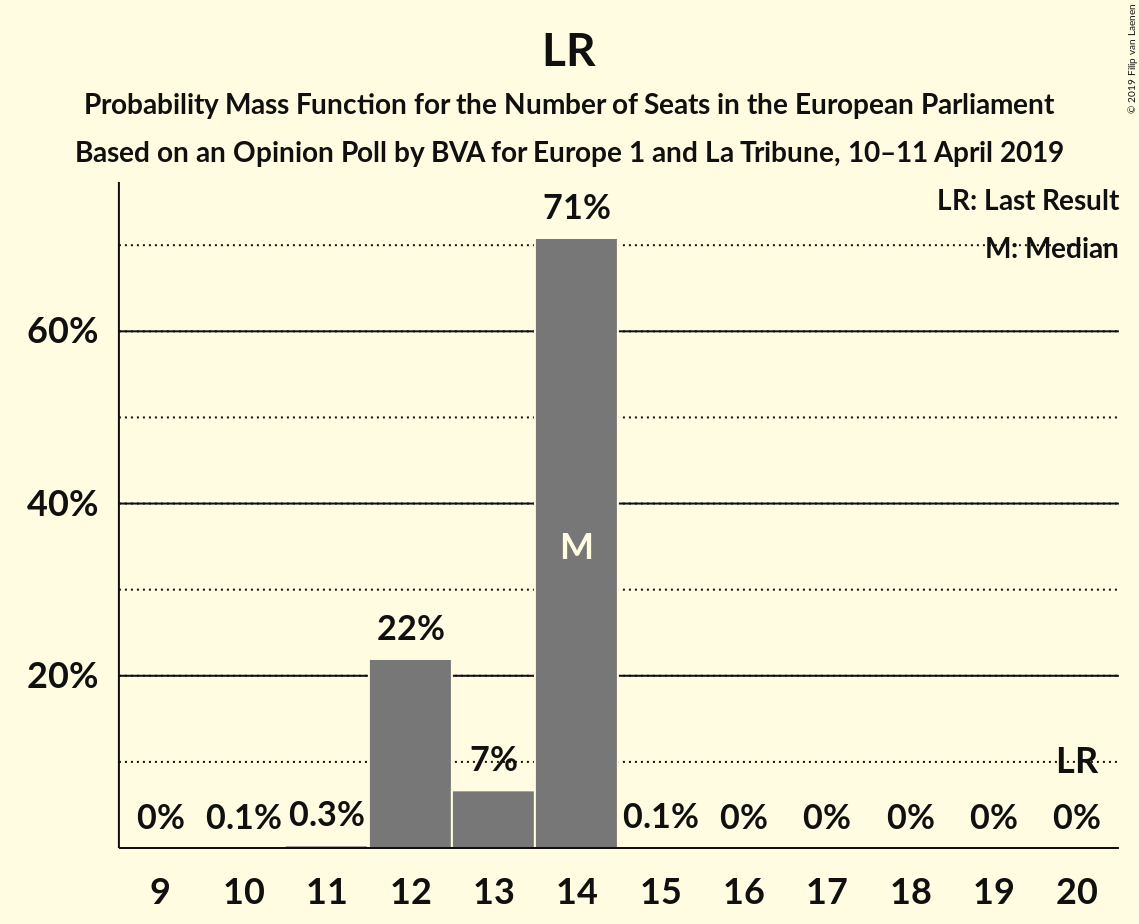 LR
Probability Mass Function for the Number of Seats in the European Parliament
Based on an Opinion Poll by BVA for Europe 1 and La Tribune, 10–11 April 2019
© 2019 Filip van Laenen
LR: Last Result
M: Median
71%
60%
40%
M
22%
20%
7%
LR
0% 0.1% 0.3% 0.1% 0% 0% 0% 0% 0%
9 10 11 12 13 14 15 16 17 18 19 20